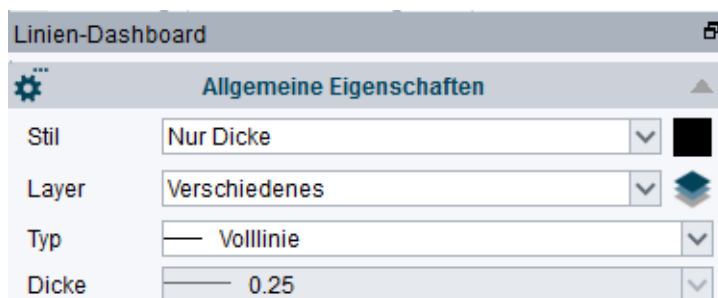 Linien-Dashboard
Allgemeine Eigenschaften
Stil Nur Dicke
Layer Verschiedenes
Typ Volllinie
Dicke 0.25